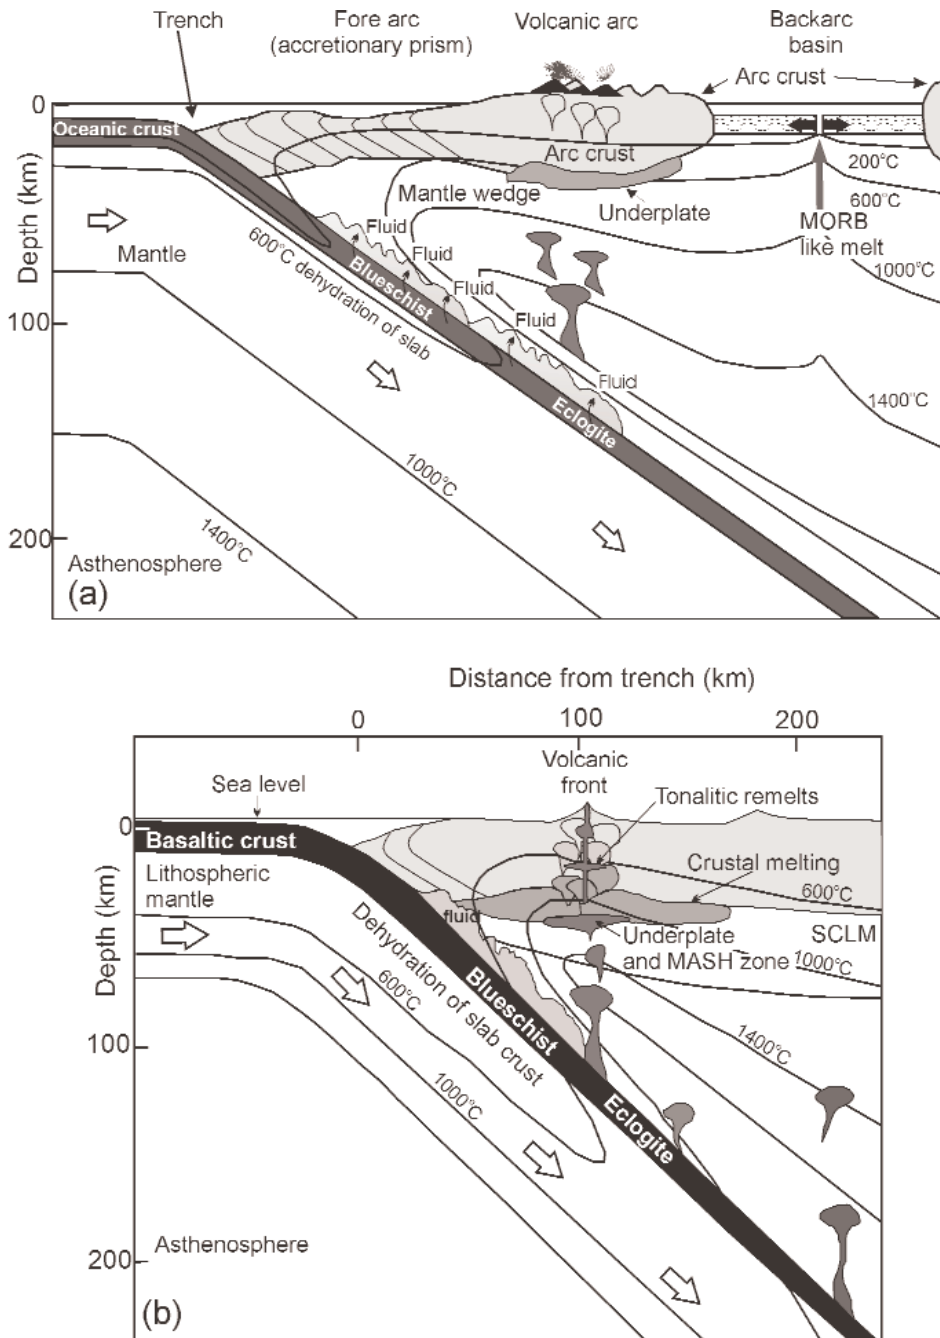 Trench
Fore arc
(accretionary prism)
Volcanic arc
Backarc
basin
Arc crust
0
Oceanic crust
Arc crust
200°C
Mantle wedge
600°C
Underplate
MORB
likè melt
Depth (km)
Fluid
Fluid
Mantle
600°C dehydration of slab
Blueschist
1000°C
Fluid
100
Fluid
Fluid
1400°C
Eclogite
1000°C
200
1400°C
Asthenosphere
(a)
Distance from trench (km)
0
100
200
Volcanic
front
Sea level
Tonalitic remelts
0
Basaltic crust
Crustal melting
Lithospheric
mantle
600°C
fluid
Depth (km)
Underplate
and MASH zone
SCLM
1000°C
Dehydration of slab crust
600°C
Blueschist
1400°C
100
1000°C
Eclogite
Asthenosphere
200
(b)